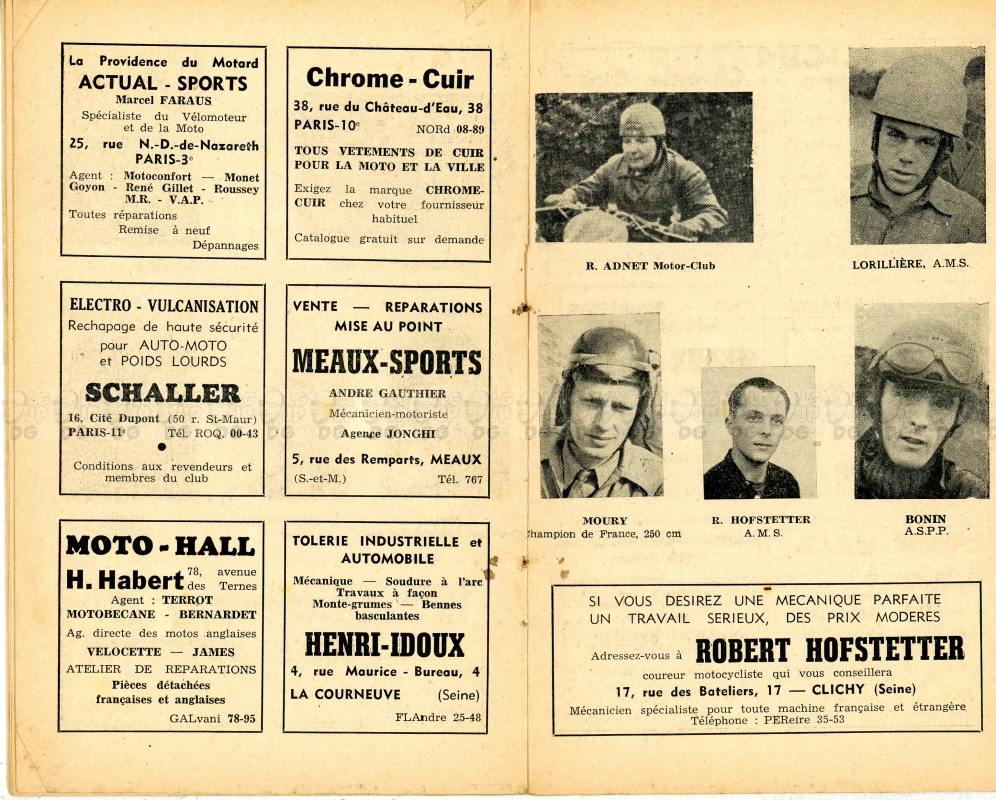 La Providence du Motard
ACTUAL - SPORTS
Marcel FARAUS
Spécialiste du Vélomoteur
et de la Moto
25, rue N.-D.-de-Nazareth
PARIS-3e
Agent : Motoconfort — Monet
Goyon - René Gillet - Roussey
M.R. - V.A.P.
Toutes réparations
Remise à neuf
Dépannages
Chrome - Cuir
38, rue du Château-d'Eau, 38
PARIS-10e NORd 08-89
TOUS VETEMENTS DE CUIR
POUR LA MOTO ET LA VILLE
Exigez la marque CHROME-
CUIR chez votre fournisseur
habituel
Catalogue gratuit sur demande
ELECTRO - VULCANISATION
Rechapage de haute sécurité
pour AUTO-MOTO
et POIDS LOURDS
SCHALLER
16, Cité Dupont (50 r. St-Maur)
PARIS-11e Tél. ROQ. 00-43
Conditions aux revendeurs et
membres du club
VENTE — REPARATIONS
MISE AU POINT
MEAUX-SPORTS
ANDRE GAUTHIER
Mécanicien-motoriste
Agence JONGHI
5, rue des Remparts, MEAUX
(S.-et-M.) Tél. 767
MOTO - HALL
H. Habert 78, avenue
des Ternes
Agent : TERROT
MOTOBECANE - BERNARDET
Ag. directe des motos anglaises
VELOCETTE — JAMES
ATELIER DE REPARATIONS
Pièces détachées
françaises et anglaises
GALvani 78-95
TOLERIE INDUSTRIELLE et
AUTOMOBILE
Mécanique — Soudure à l'arc
Travaux à façon
Monte-grumes — Bennes
basculantes
HENRI-IDOUX
4, rue Maurice - Bureau, 4
LA COURNEUVE (Seine)
FLAndre 25-48
R. ADNET Motor-Club
LORILLIÈRE, A.M.S.
MOURY
hampion de France, 250 cm
R. HOFSTETTER
A.M.S.
BONIN
A.S.P.P.
SI VOUS DESIREZ UNE MECANIQUE PARFAITE
UN TRAVAIL SERIEUX, DES PRIX MODERES
Adressez-vous à ROBERT HOFSTETTER
coureur motocycliste qui vous conseillera
17, rue des Bateliers, 17 — CLICHY (Seine)
Mécanicien spécialiste pour toute machine française et étrangère
Téléphone : PEReire 35-53